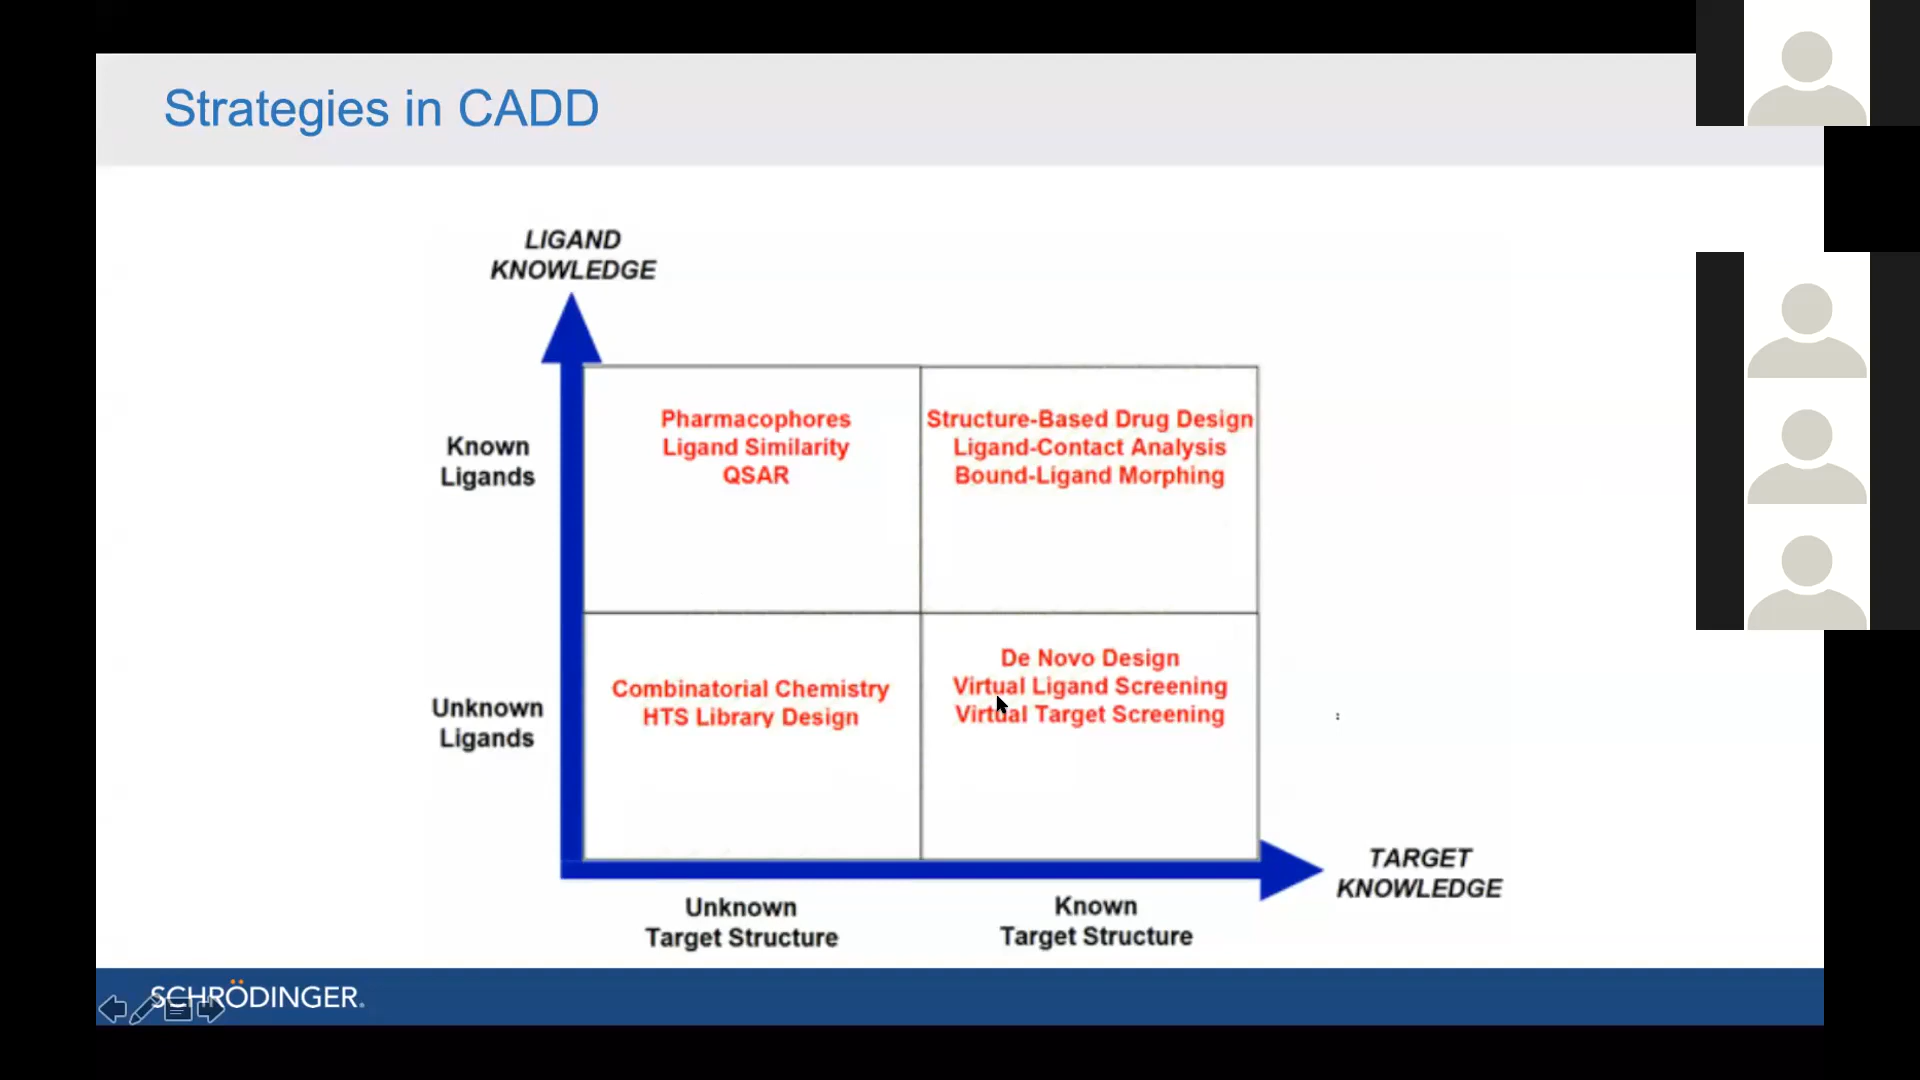 Strategies in CADD
LIGAND
KNOWLEDGE
Known
Ligands
Pharmacophores
Ligand Similarity
QSAR
Structure-Based Drug Design
Ligand-Contact Analysis
Bound-Ligand Morphing
Unknown
Ligands
Combinatorial Chemistry
HTS Library Design
De Novo Design
Virtual Ligand Screening
Virtual Target Screening
:
TARGET
KNOWLEDGE
Unknown
Target Structure
Known
Target Structure
SCHRÖDINGER.